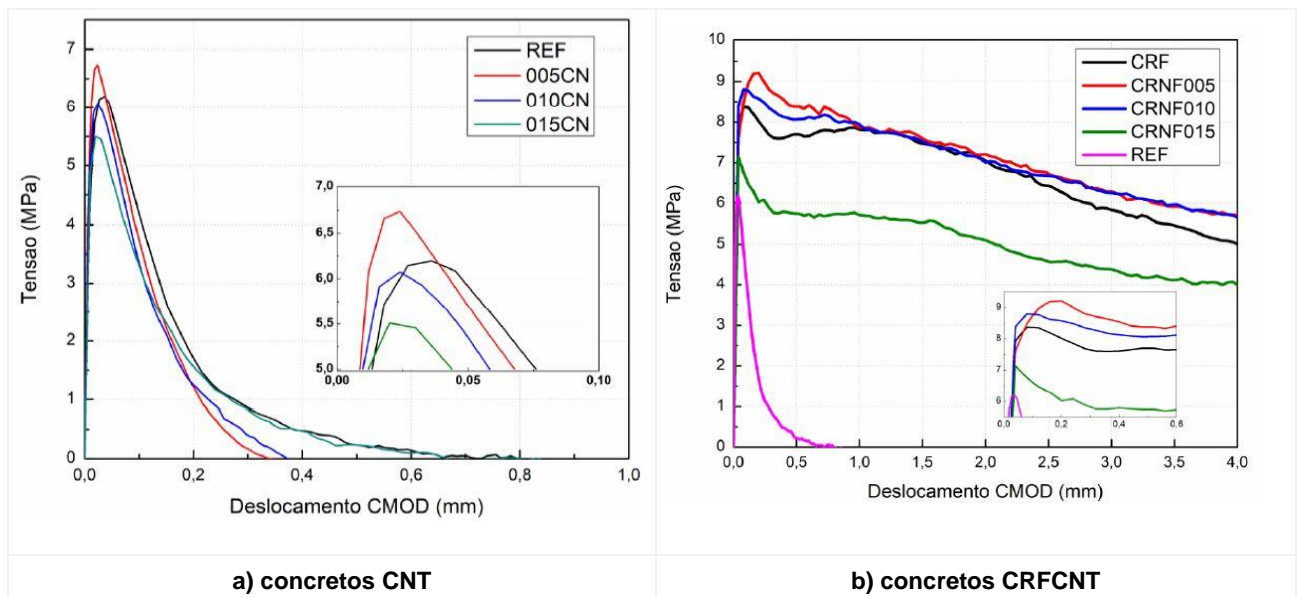 7
6
5
4
3
2
1
0
Tensao (MPa)
REF
005CN
010CN
015CN
7,0
6,5
6,0
5,5
5,0
0,00 0,05 0,10
0,0 0,2 0,4 0,6 0,8 1,0
Deslocamento CMOD (mm)
a) concretos CNT
10
9
8
7
6
5
4
3
2
1
0
Tensao (MPa)
CRF
CRNF005
CRNF010
CRNF015
REF
9
8
7
6
0.0 0.2 0.4 0.6
0,0 0,5 1,0 1,5 2,0 2,5 3,0 3,5 4,0
Deslocamento CMOD (mm)
b) concretos CRFCNT